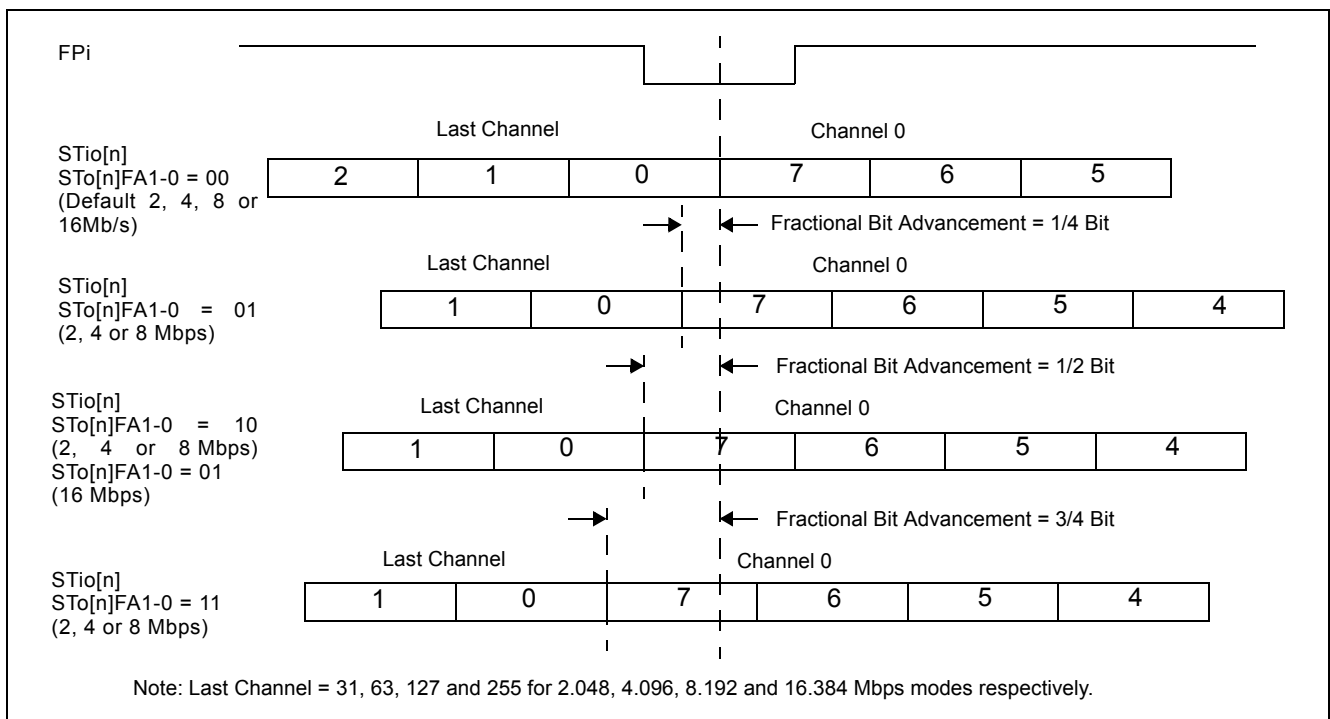 FPi
Last Channel Channel 0
STio[n]
STo[n]FA1-0 = 00
(Default 2, 4, 8 or
16Mb/s)
2 1 0 7 6 5
Fractional Bit Advancement = 1/4 Bit
Last Channel Channel 0
STio[n]
STo[n]FA1-0 = 01
(2, 4 or 8 Mbps)
1 0 7 6 5 4
Fractional Bit Advancement = 1/2 Bit
Last Channel Channel 0
STio[n]
STo[n]FA1-0 = 10
(2, 4 or 8 Mbps)
STo[n]FA1-0 = 01
(16 Mbps)
1 0 7 6 5 4
Fractional Bit Advancement = 3/4 Bit
Last Channel Channel 0
STio[n]
STo[n]FA1-0 = 11
(2, 4 or 8 Mbps)
1 0 7 6 5 4
Note: Last Channel = 31, 63, 127 and 255 for 2.048, 4.096, 8.192 and 16.384 Mbps modes respectively.